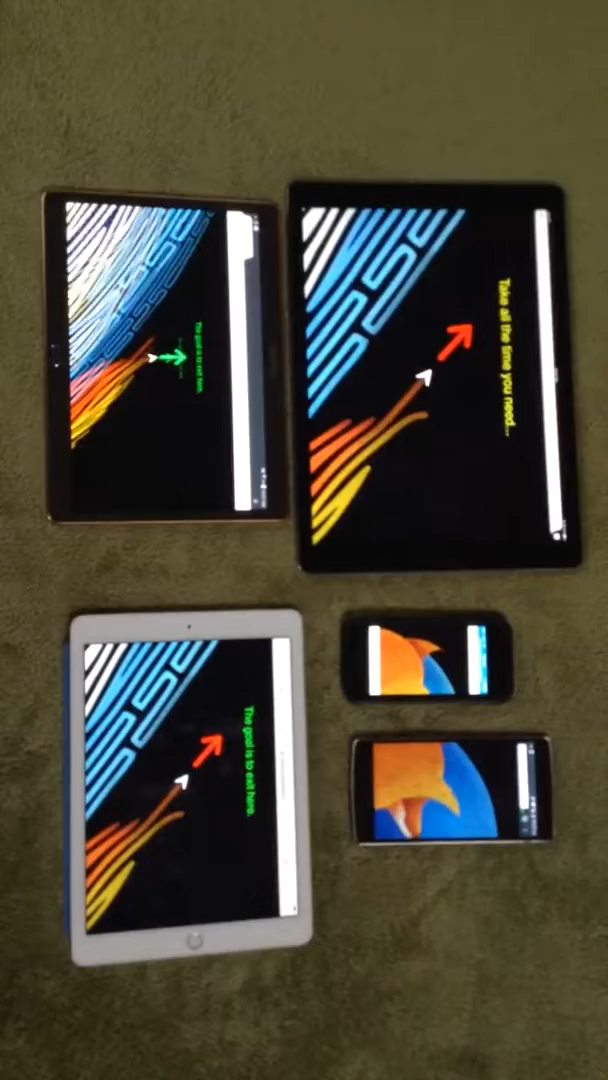 Take all the time you need...
The goal is to exit here.
The goal is to exit here.